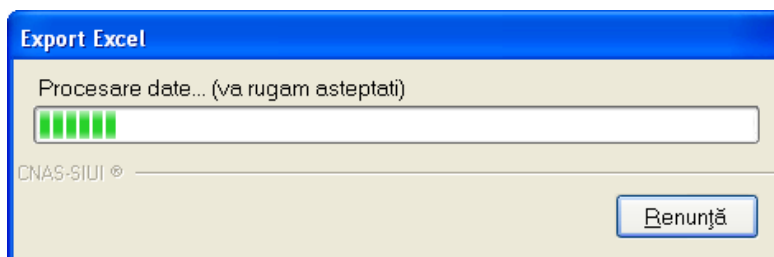 Export Excel
Procesare date... (va rugam asteptati)
CNAS-SIUI ®
Renunţă